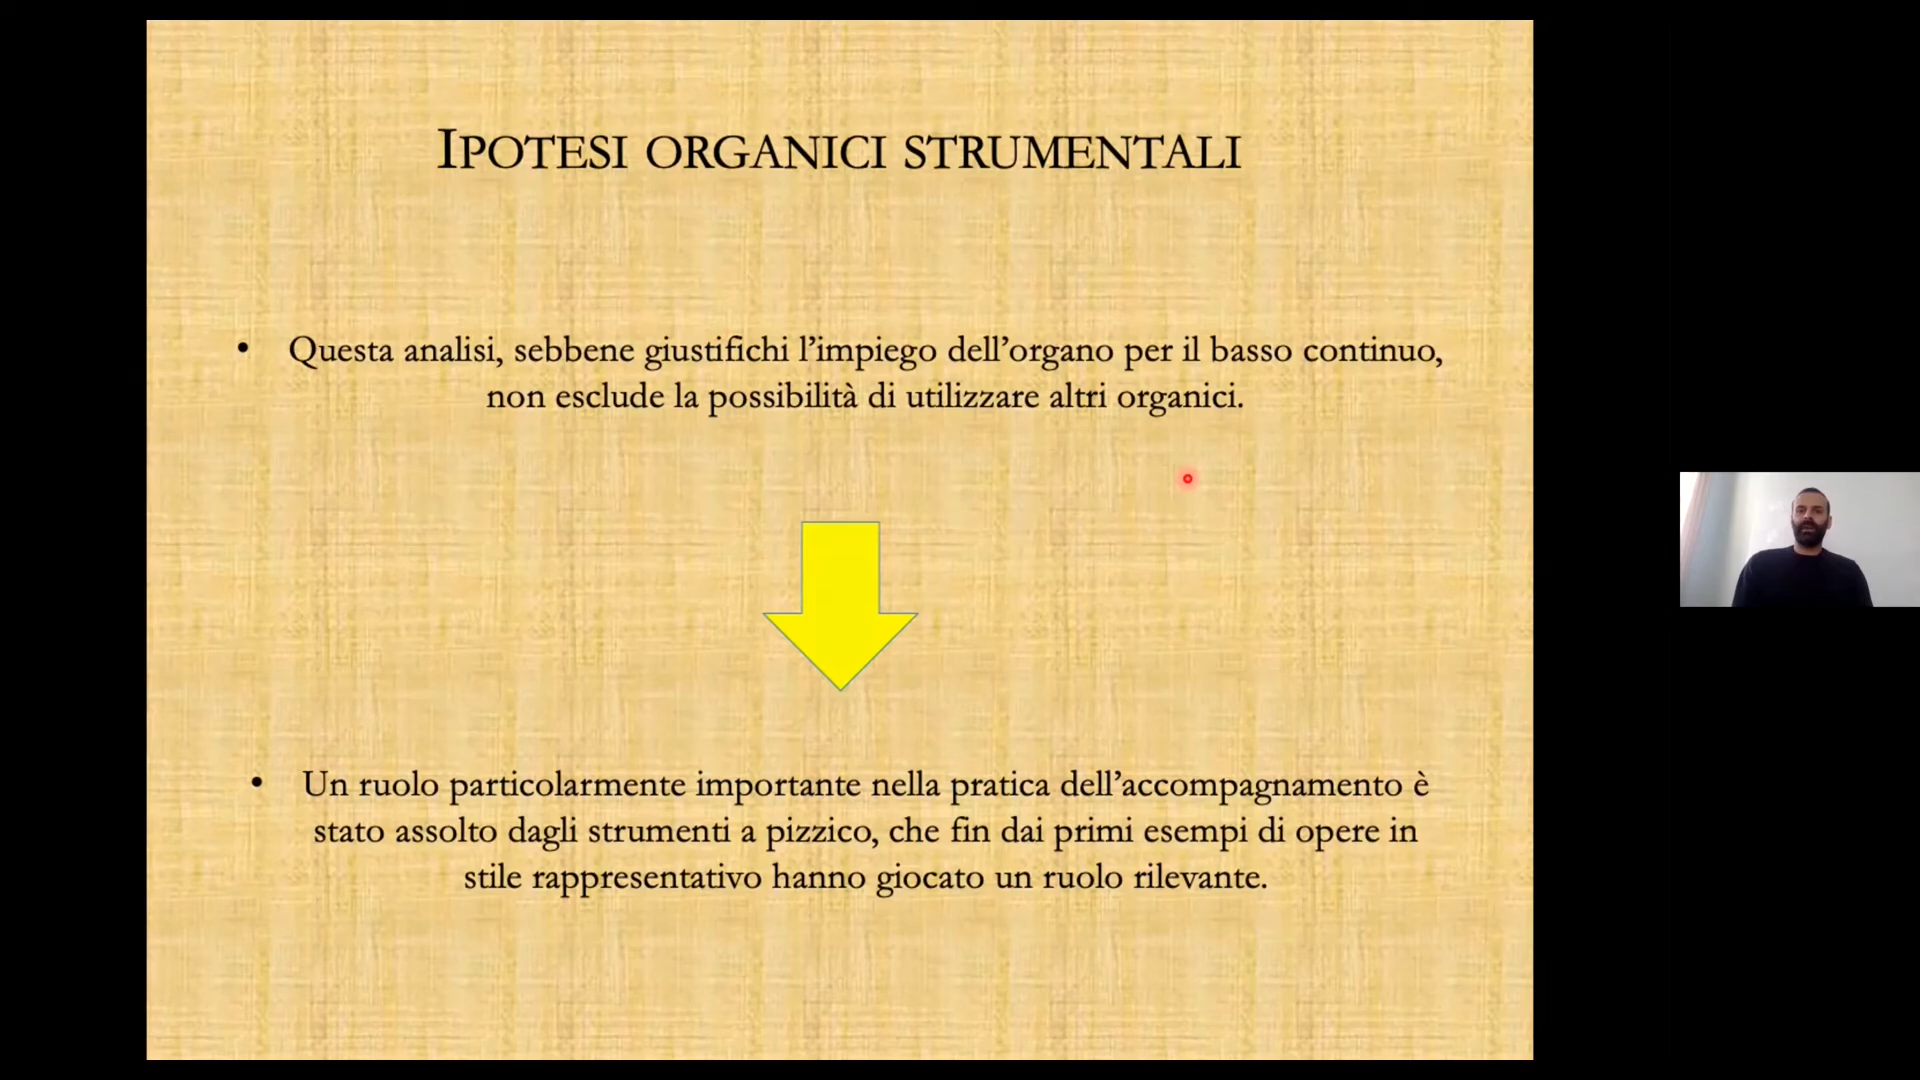 IPOTESI ORGANICI STRUMENTALI
• Questa analisi, sebbene giustifichi l’impiego dell’organo per il basso continuo,
non esclude la possibilità di utilizzare altri organici.
• Un ruolo particolarmente importante nella pratica dell’accompagnamento è
stato assolto dagli strumenti a pizzico, che fin dai primi esempi di opere in
stile rappresentativo hanno giocato un ruolo rilevante.